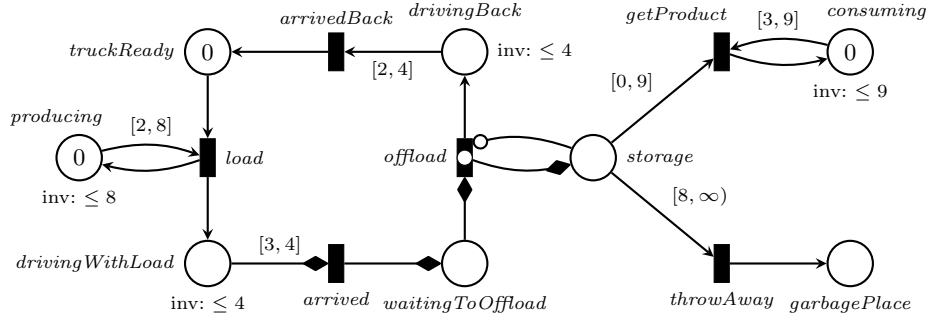 arrivedBack
drivingBack
getProduct
consuming
truckReady
0
[2, 4]
inv: ≤ 4
[3, 9]
0
inv: ≤ 9
[0, 9]
producing
[2, 8]
0
load
inv: ≤ 8
offload
storage
[8, ∞)
drivingWithLoad
[3, 4]
inv: ≤ 4
arrived
waitingToOffload
throwAway
garbagePlace